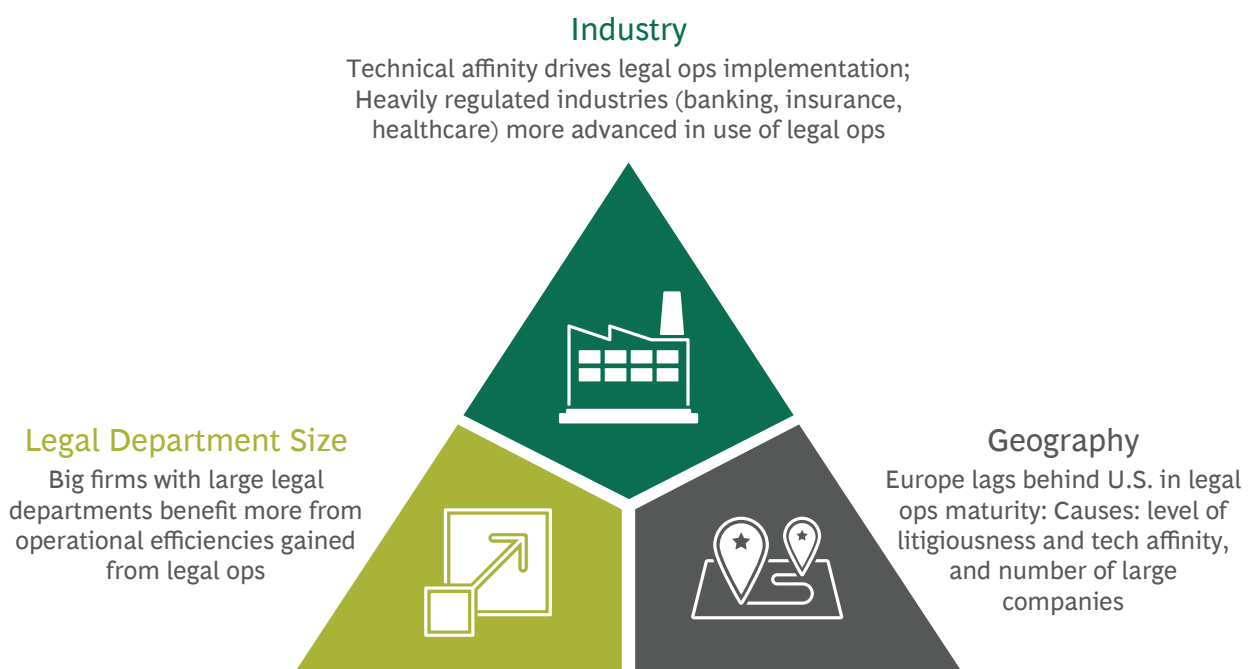 Industry
Technical affinity drives legal ops implementation;
Heavily regulated industries (banking, insurance,
healthcare) more advanced in use of legal ops
Legal Department Size
Big firms with large legal
departments benefit more from
operational efficiencies gained
from legal ops
Geography
Europe lags behind U.S. in legal
ops maturity: Causes: level of
litigiousness and tech affinity,
and number of large
companies